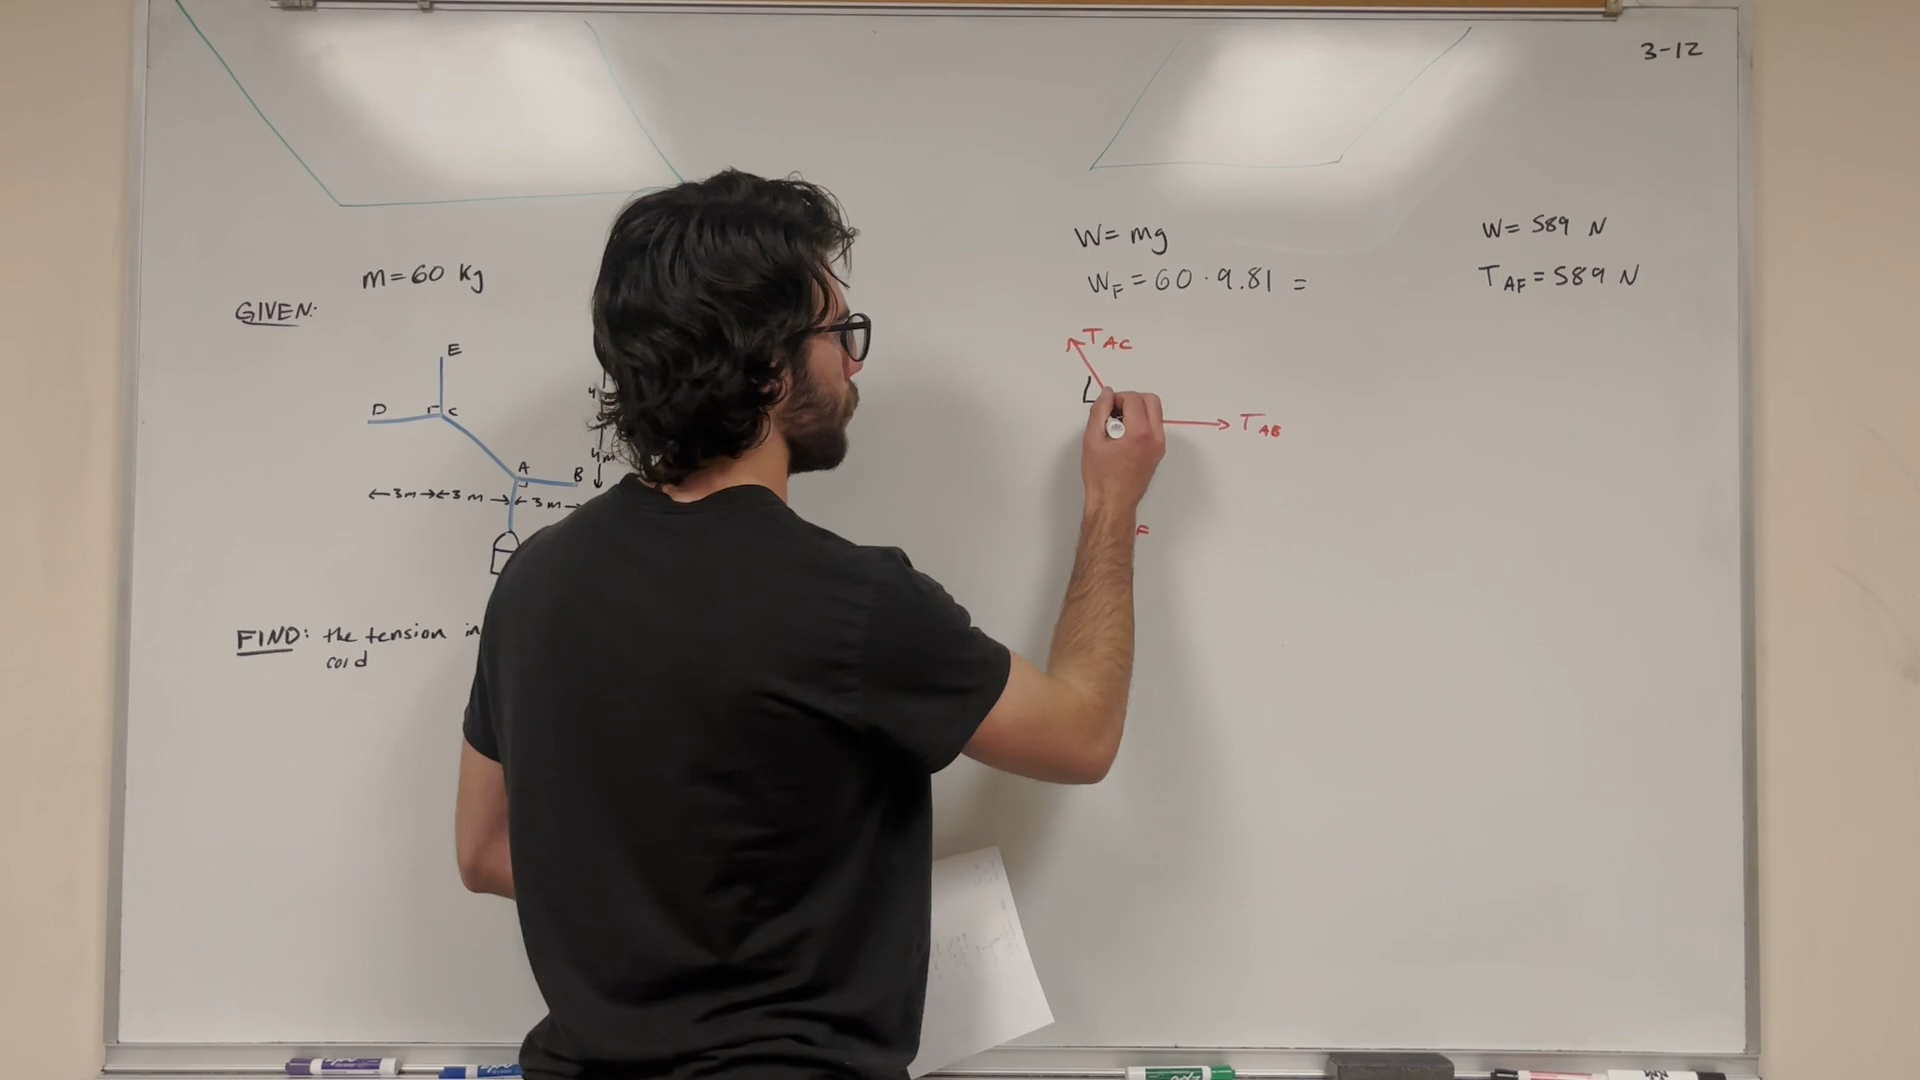 3-12
m=60 Kg
GIVEN:
E
D
C
A
B
4
4m
3m
3 m
3 m
FIND: the tension in
cord
W= mg
W_F = 60 · 9.81 =
W= 589 N
T_AF = 589 N
T_AC
T_AB
F